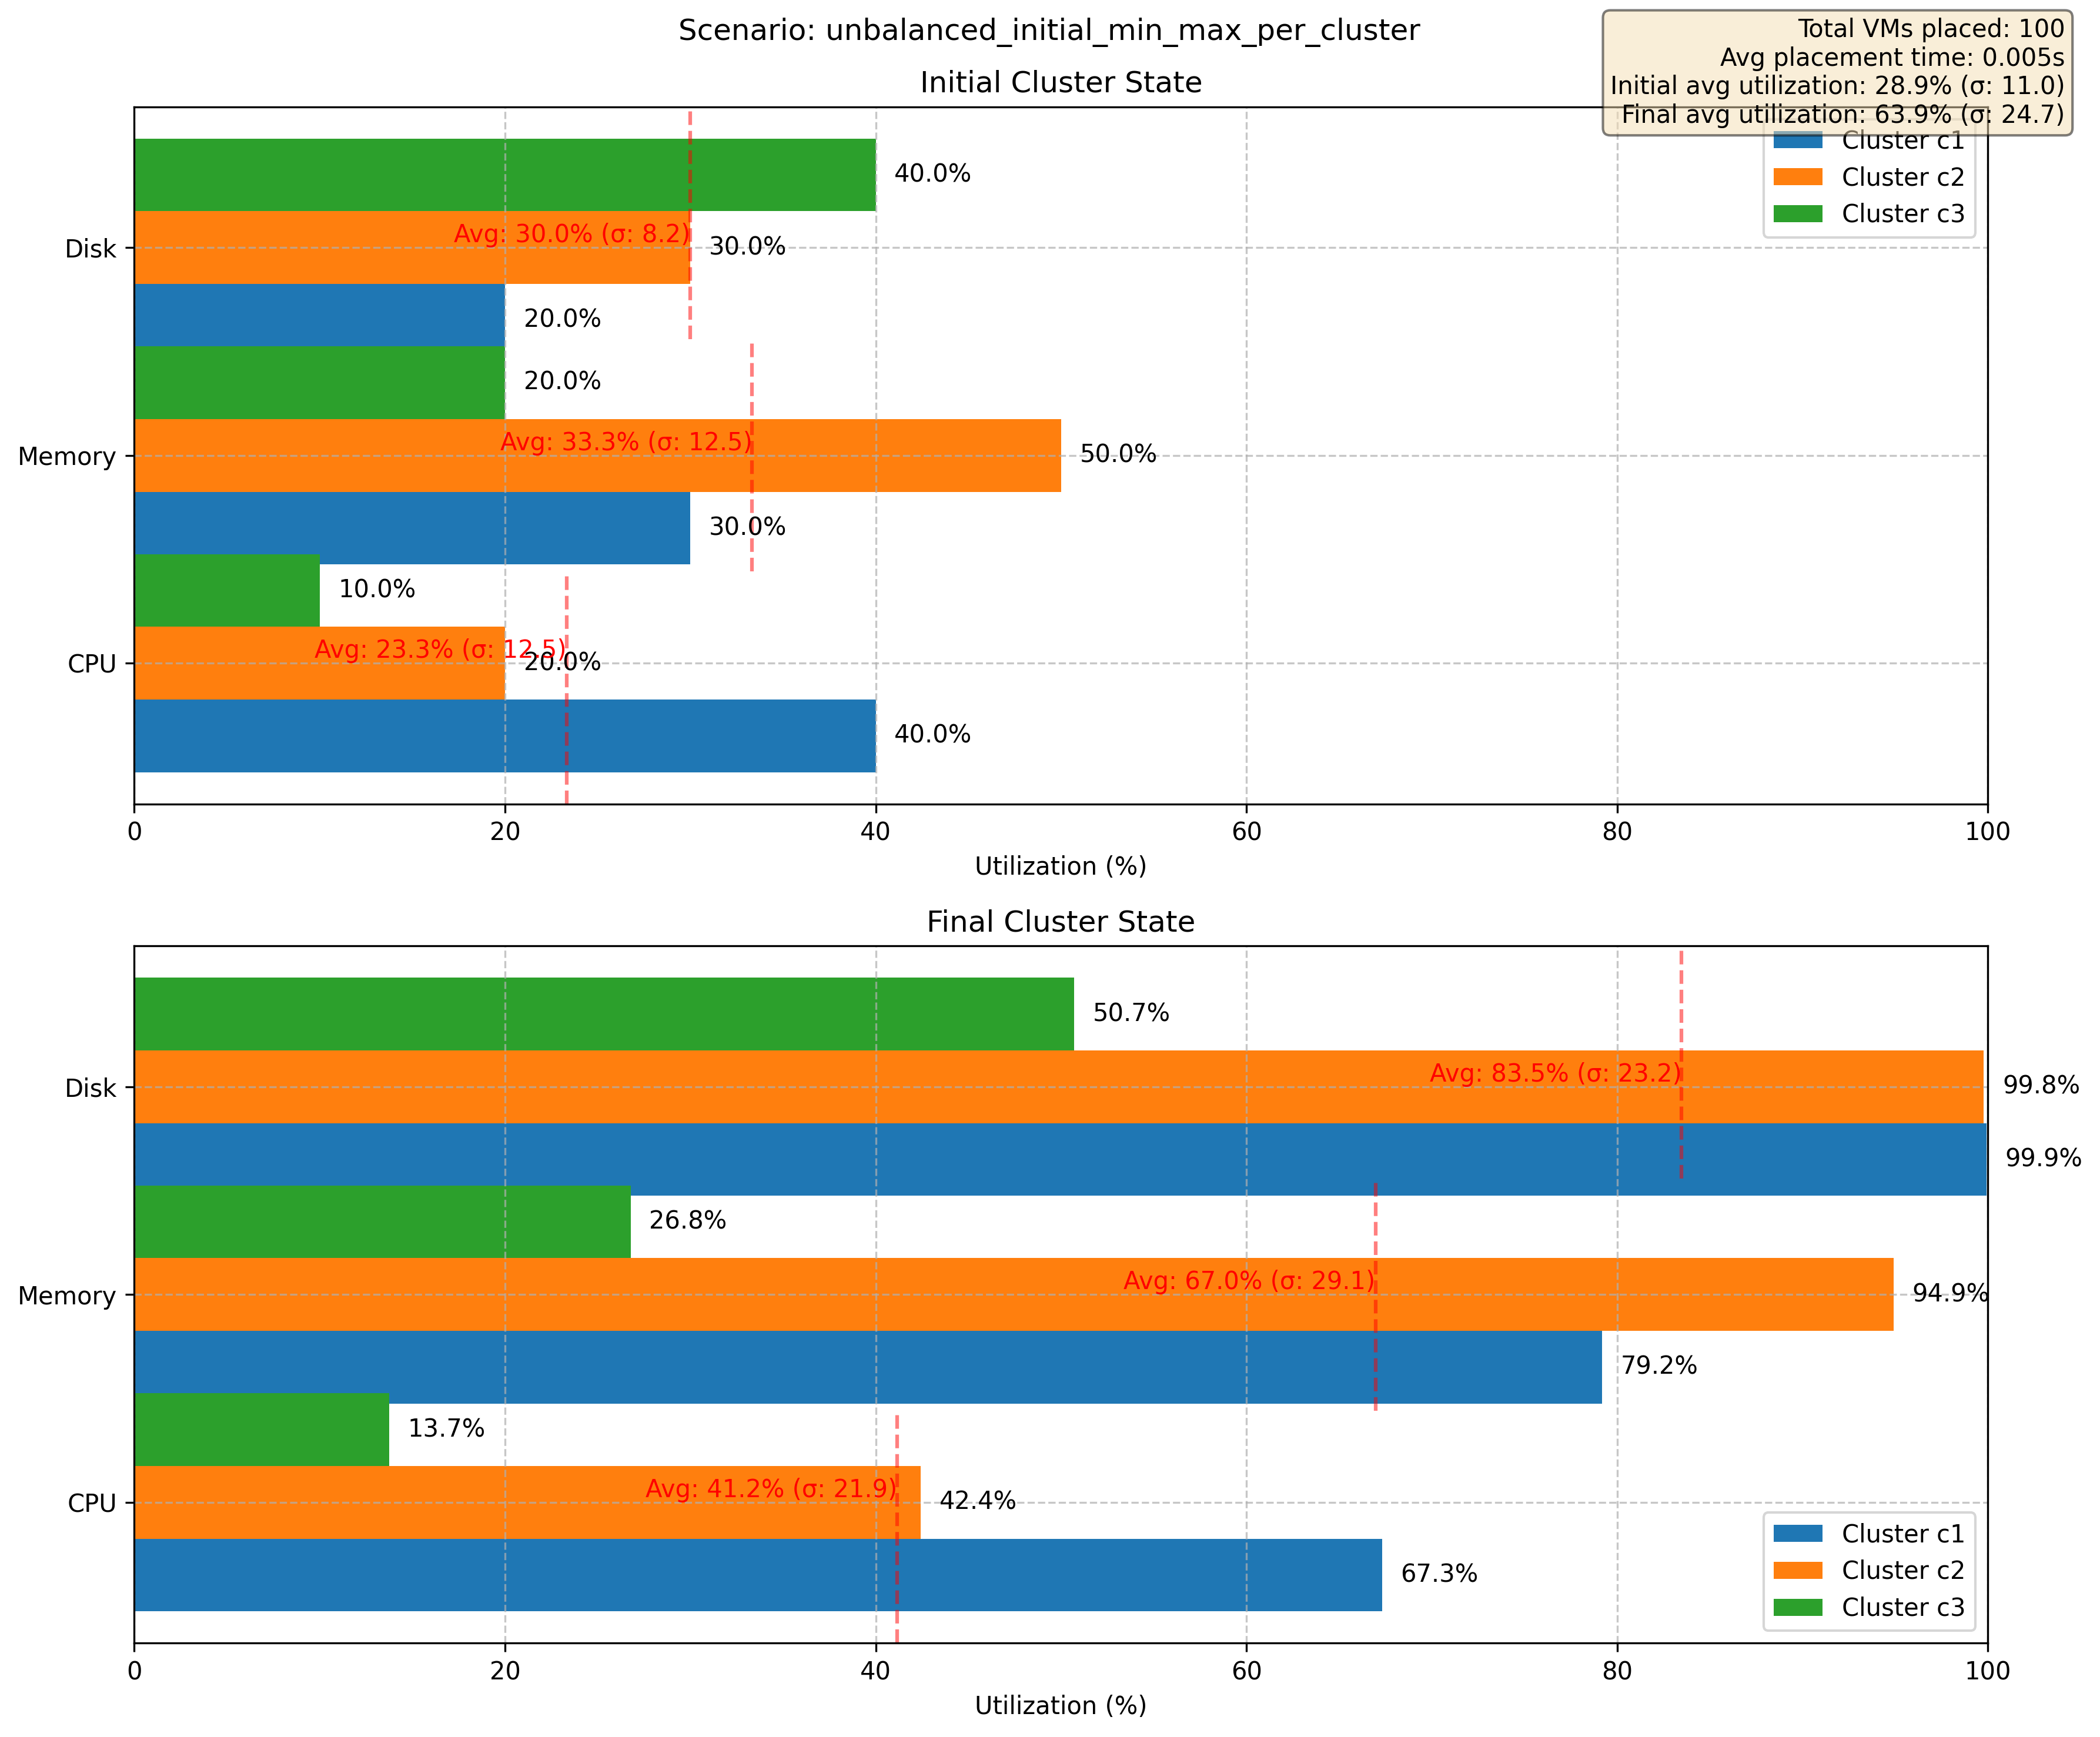 Scenario: unbalanced_initial_min_max_per_cluster
Total VMs placed: 100
Avg placement time: 0.005s
Initial avg utilization: 28.9% (σ: 11.0)
Final avg utilization: 63.9% (σ: 24.7)
Initial Cluster State
Cluster c1
Cluster c2
Cluster c3
40.0%
Disk
Avg: 30.0% (σ: 8.2)
30.0%
20.0%
20.0%
Memory
Avg: 33.3% (σ: 12.5)
50.0%
30.0%
10.0%
CPU
Avg: 23.3% (σ: 12.5)
20.0%
40.0%
0 20 40 60 80 100
Utilization (%)
Final Cluster State
50.7%
Disk
Avg: 83.5% (σ: 23.2)
99.8%
99.9%
26.8%
Memory
Avg: 67.0% (σ: 29.1)
94.9%
79.2%
13.7%
CPU
Avg: 41.2% (σ: 21.9)
42.4%
67.3%
Cluster c1
Cluster c2
Cluster c3
0 20 40 60 80 100
Utilization (%)